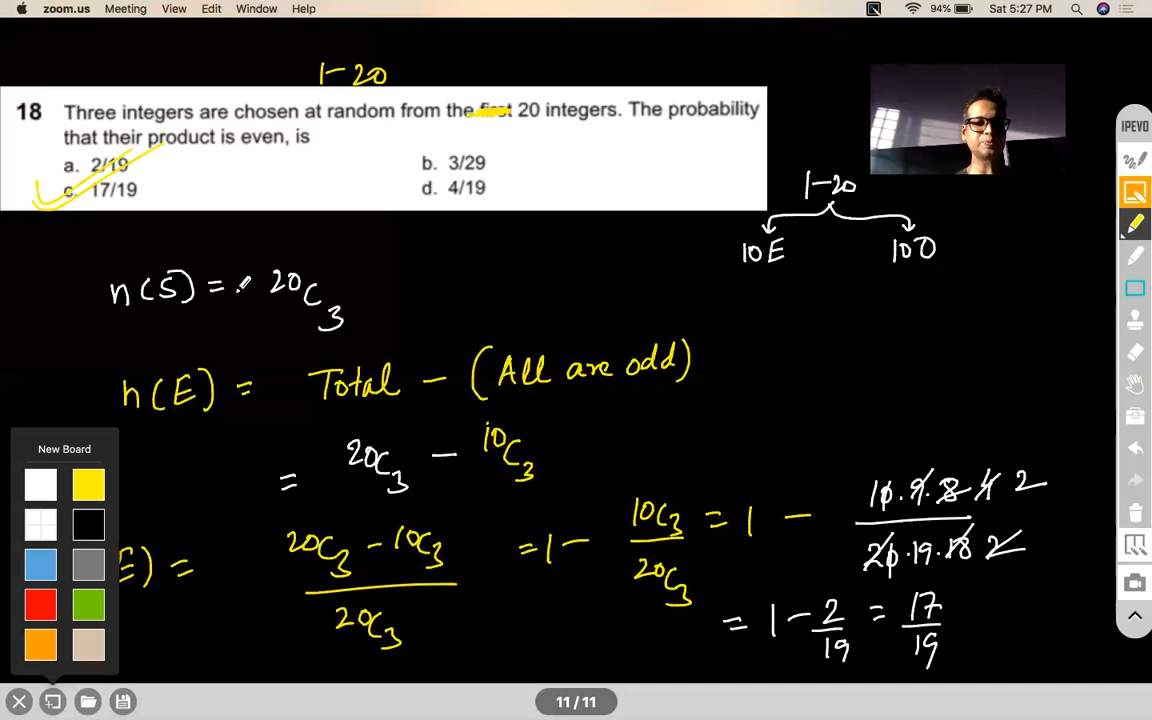 zoom.us Meeting View Edit Window Help 94% Sat 5:27 PM
1-20
18 Three integers are chosen at random from the first 20 integers. The probability
that their product is even, is
a. 2/19 b. 3/29
c. 17/19 d. 4/19
IPEVO
1-20
10E 10O
n(S) = 20C3
n(E) = Total - (All are odd)
= 20C3 - 10C3
E) = 20C3 - 10C3 / 20C3 = 1 - 10C3 / 20C3 = 1 - 10.9.8 4 2 / 20.19.18 2
= 1 - 2/19 = 17/19
New Board
11/11